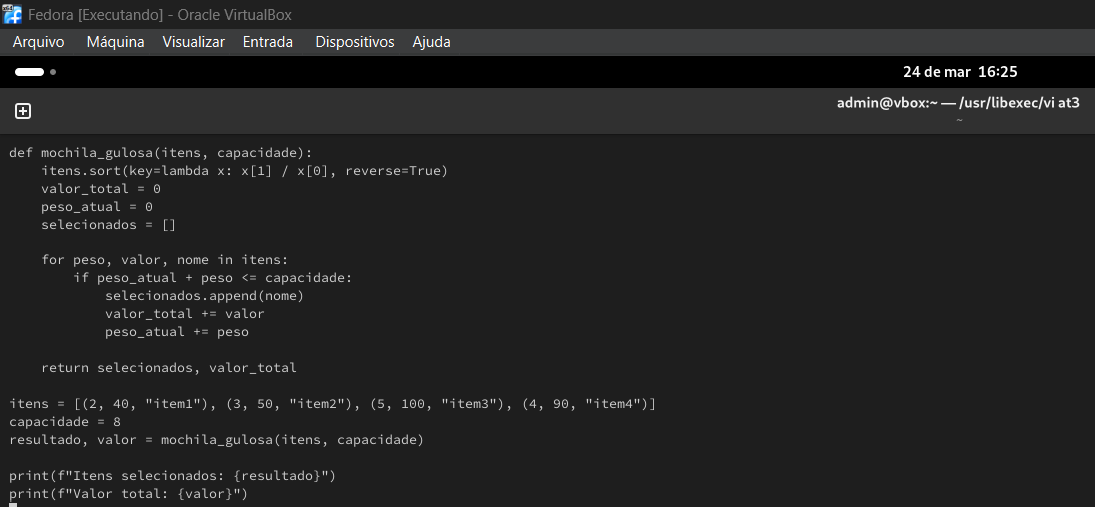 x64
Fedora [Executando] - Oracle VirtualBox
Arquivo Máquina Visualizar Entrada Dispositivos Ajuda
24 de mar 16:25
admin@vbox:~ — /usr/libexec/vi at3
~
def mochila_gulosa(itens, capacidade):
    itens.sort(key=lambda x: x[1] / x[0], reverse=True)
    valor_total = 0
    peso_atual = 0
    selecionados = []

    for peso, valor, nome in itens:
        if peso_atual + peso <= capacidade:
            selecionados.append(nome)
            valor_total += valor
            peso_atual += peso

    return selecionados, valor_total

itens = [(2, 40, "item1"), (3, 50, "item2"), (5, 100, "item3"), (4, 90, "item4")]
capacidade = 8
resultado, valor = mochila_gulosa(itens, capacidade)

print(f"Itens selecionados: {resultado}")
print(f"Valor total: {valor}")